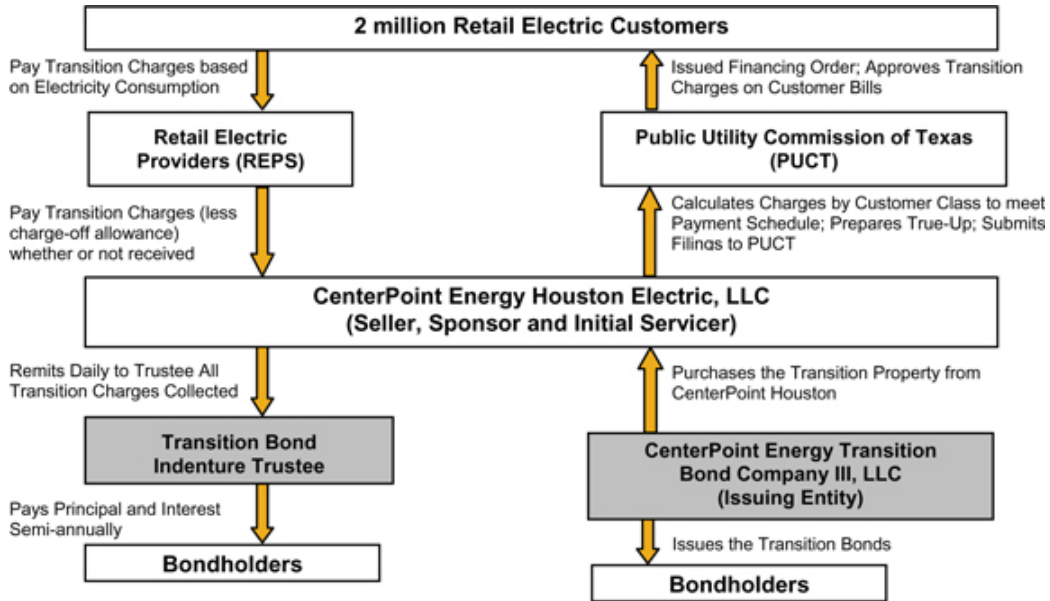 2 million Retail Electric Customers
Pay Transition Charges based
on Electricity Consumption
Issued Financing Order; Approves Transition
Charges on Customer Bills
Retail Electric
Providers (REPS)
Public Utility Commission of Texas
(PUCT)
Pay Transition Charges (less
charge-off allowance)
whether or not received
Calculates Charges by Customer Class to meet
Payment Schedule; Prepares True-Up; Submits
Filings to PUCT
CenterPoint Energy Houston Electric, LLC
(Seller, Sponsor and Initial Servicer)
Remits Daily to Trustee All
Transition Charges Collected
Purchases the Transition Property from
CenterPoint Houston
Transition Bond
Indenture Trustee
CenterPoint Energy Transition
Bond Company III, LLC
(Issuing Entity)
Pays Principal and Interest
Semi-annually
Issues the Transition Bonds
Bondholders
Bondholders